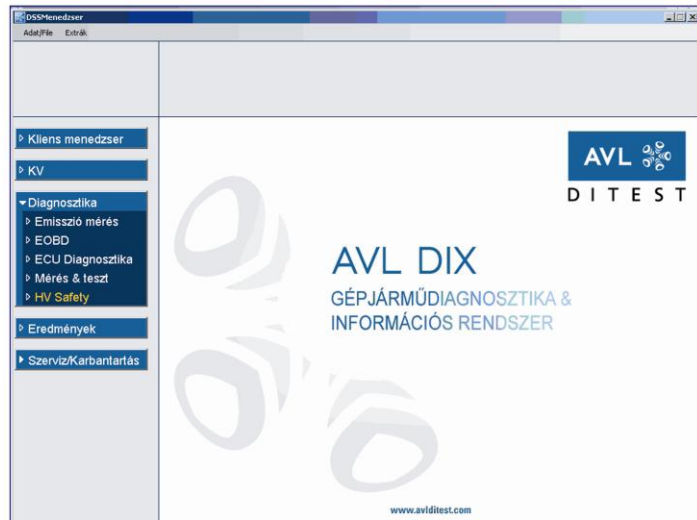 DSSMenedzser
Adat/File Extrák
Kliens menedzser
KV
Diagnosztika
Emisszió mérés
EOBD
ECU Diagnosztika
Mérés & teszt
HV Safety
Eredmények
Szerviz/Karbantartás
AVL
DITEST
AVL DIX
GÉPJÁRMŰDIAGNOSZTIKA &
INFORMÁCIÓS RENDSZER
www.avlditest.com